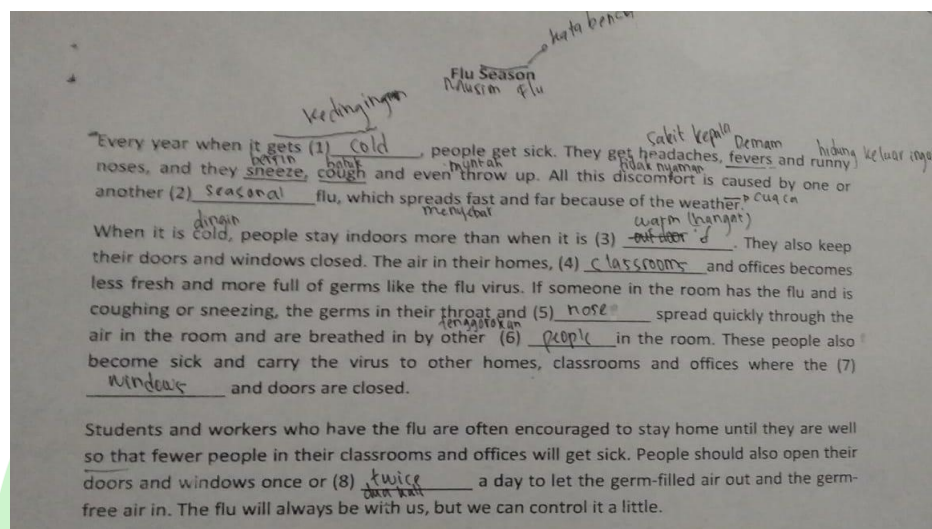 kata benda
Flu Season
Musim flu
kedinginan
Sakit kepala Demam hidung keluar ingu
Every year when it gets (1) cold, people get sick. They get headaches, fevers and runny
bersin batuk muntah tidak nyaman
noses, and they sneeze, cough and even throw up. All this discomfort is caused by one or
another (2) Seasonal flu, which spreads fast and far because of the weather. Cuaca
menyebar
dingin warm (hangat)
When it is cold, people stay indoors more than when it is (3) outdoor. They also keep
their doors and windows closed. The air in their homes, (4) classrooms and offices becomes
less fresh and more full of germs like the flu virus. If someone in the room has the flu and is
coughing or sneezing, the germs in their throat and (5) nose spread quickly through the
tenggorokan
air in the room and are breathed in by other (6) people in the room. These people also
become sick and carry the virus to other homes, classrooms and offices where the (7)
windows and doors are closed.
Students and workers who have the flu are often encouraged to stay home until they are well
so that fewer people in their classrooms and offices will get sick. People should also open their
doors and windows once or (8) twice a day to let the germ-filled air out and the germ-
dua kali
free air in. The flu will always be with us, but we can control it a little.